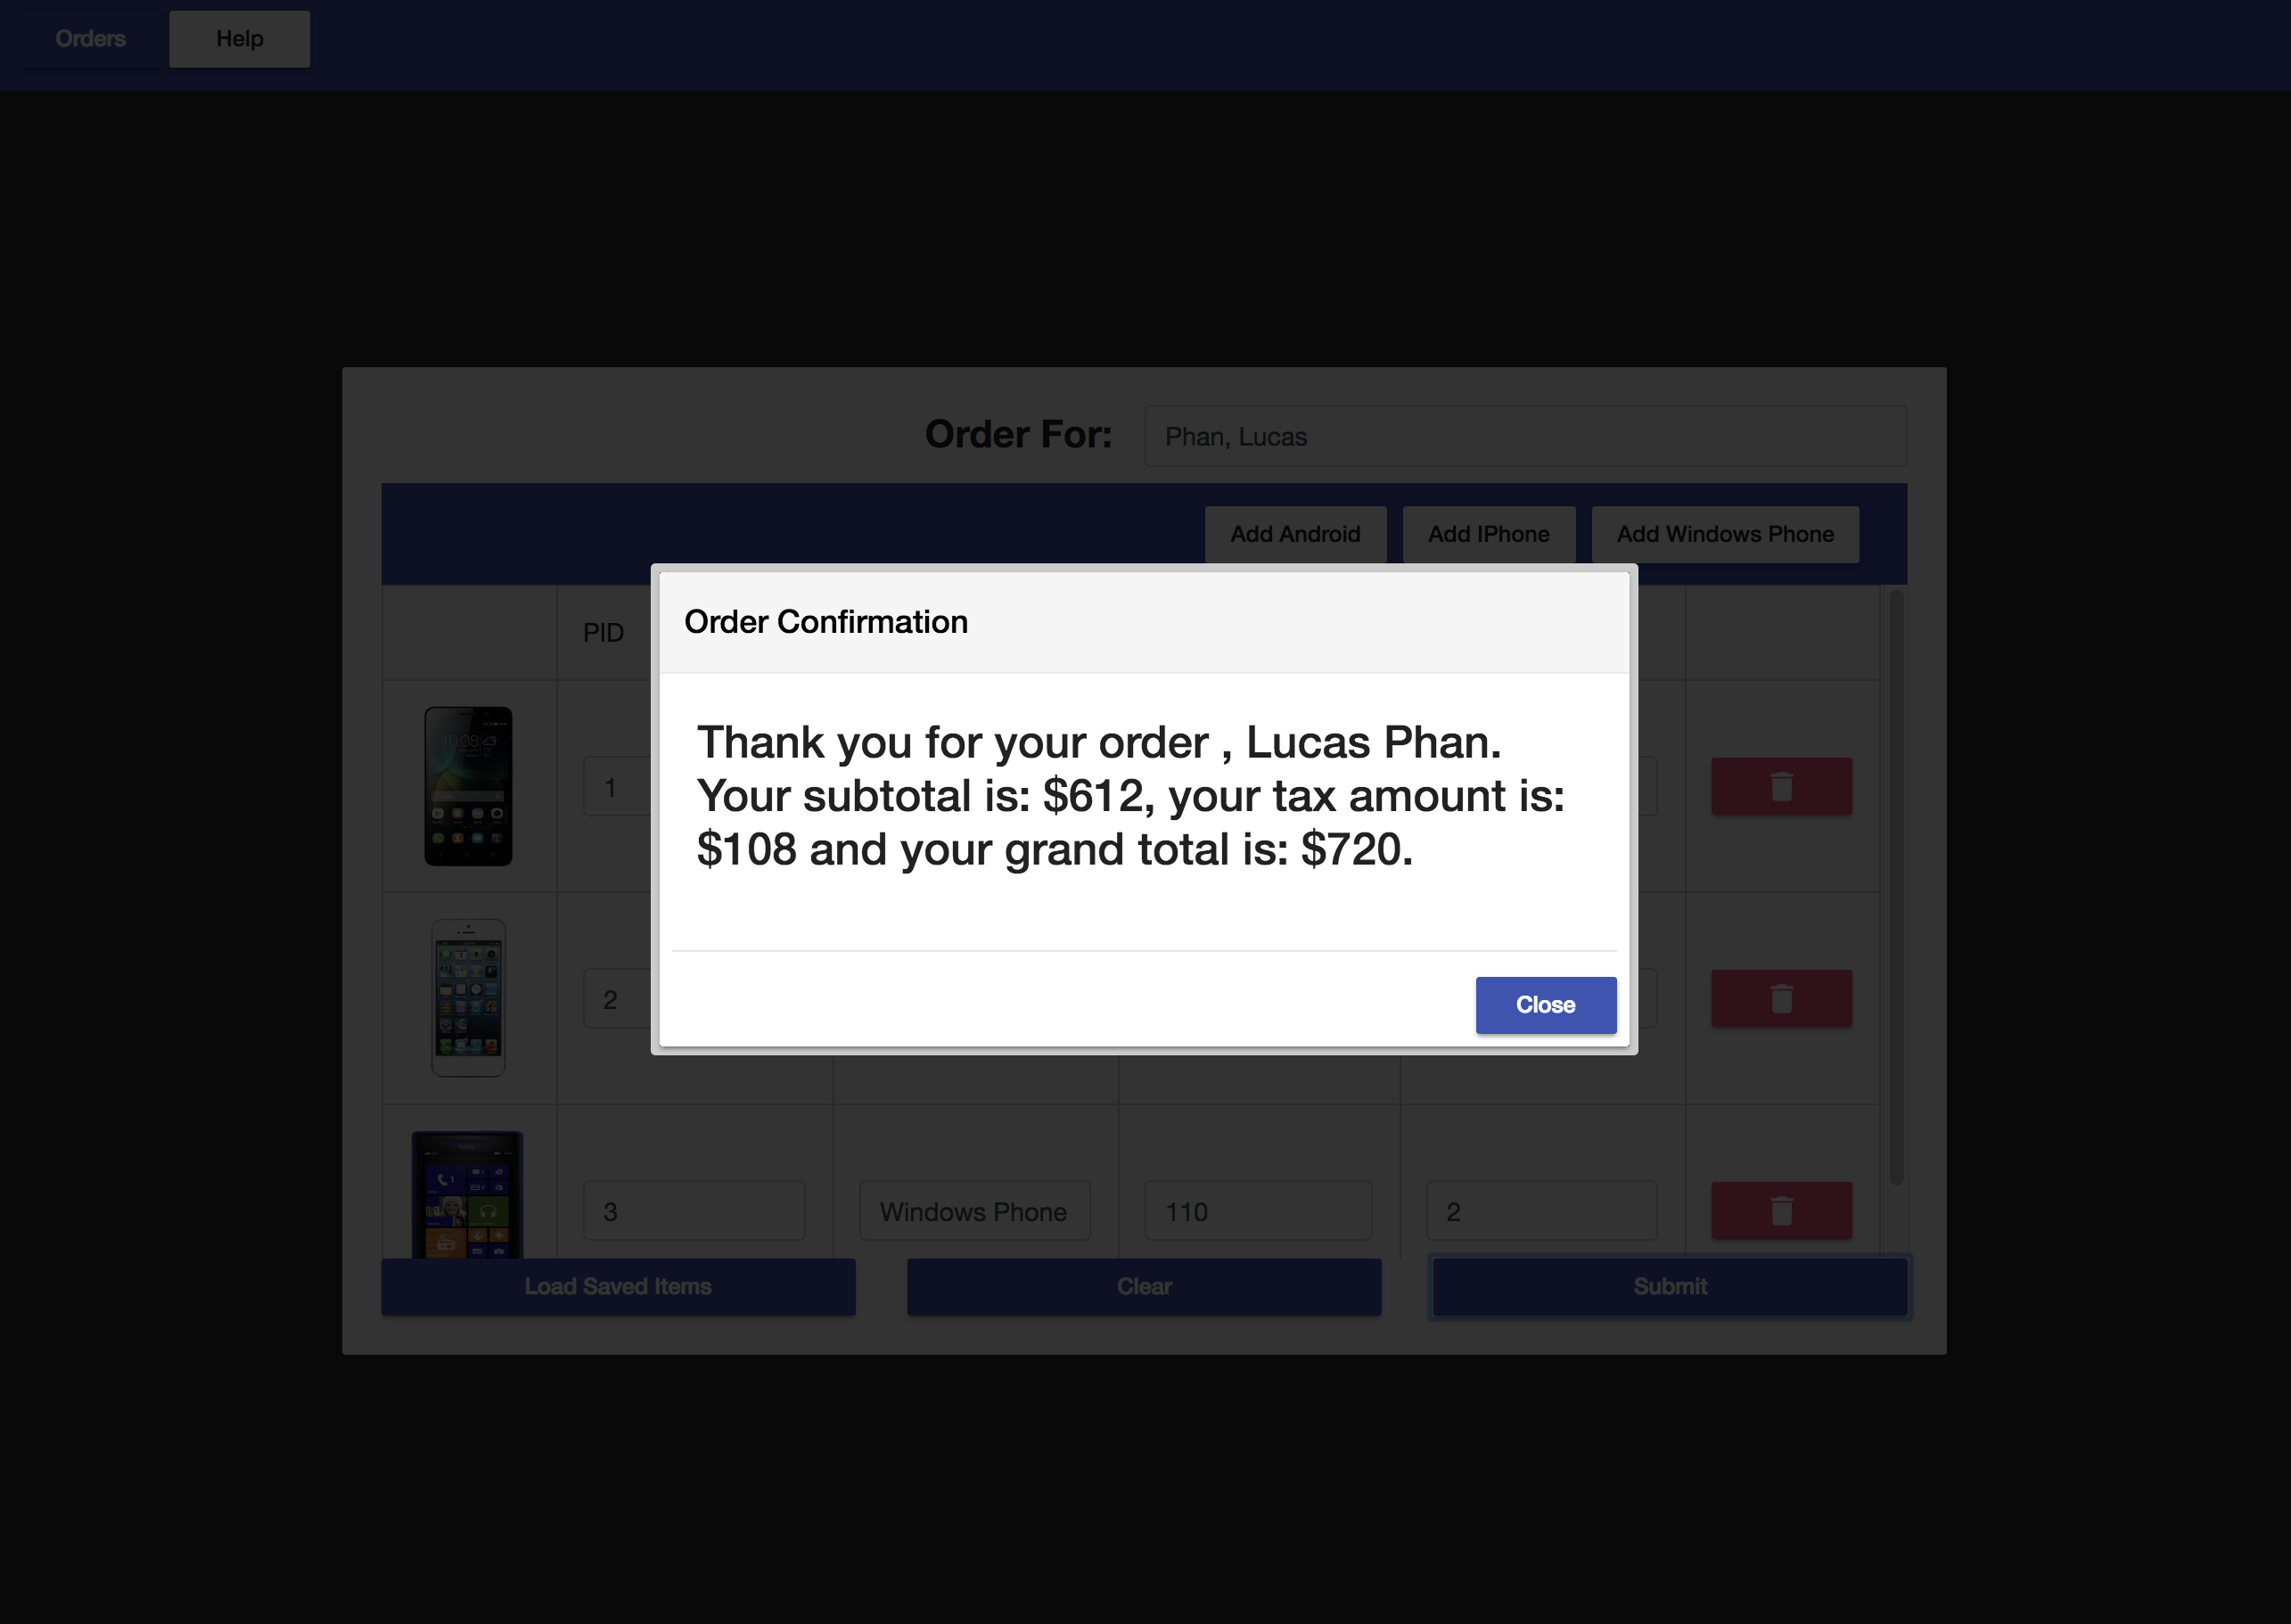 Orders
Help
Order For:
Phan, Lucas
Add Android
Add IPhone
Add Windows Phone
PID
Order Confirmation
Thank you for your order , Lucas Phan.
Your subtotal is: $612, your tax amount is:
$108 and your grand total is: $720.
Close
10:08
1
2
3
Windows Phone
110
2
Load Saved Items
Clear
Submit